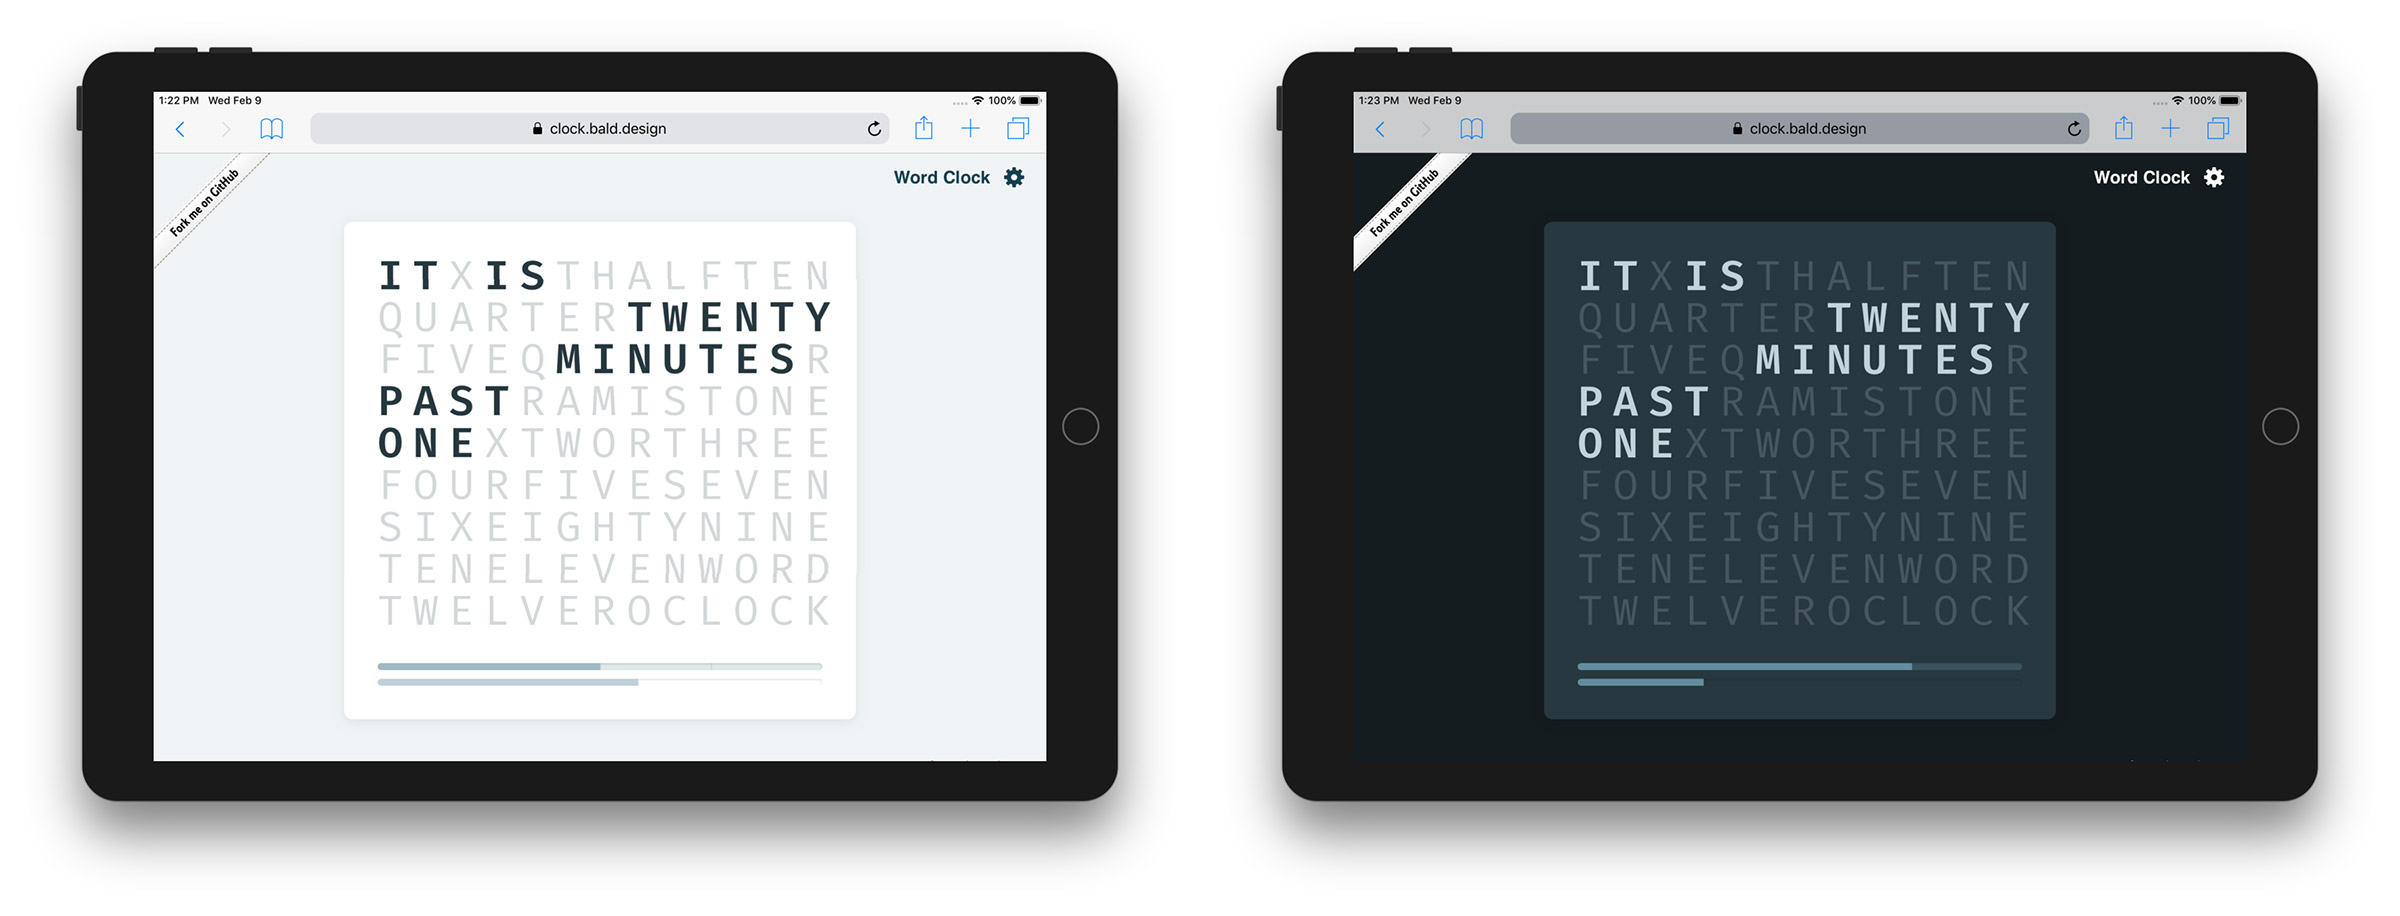 1:22 PM Wed Feb 9 100%
clock.bald.design
Fork me on GitHub
Word Clock
ITXISTHALFTEN
QUARTERTWENTY
FIVEQMINUTESR
PASTRAMISTONE
ONEXTWORTHREE
FOURFIVESEVEN
SIXEIGHTYNINE
TENELEVENWORD
TWELVEROCLOCK
1:23 PM Wed Feb 9 100%
clock.bald.design
Fork me on GitHub
Word Clock
ITXISTHALFTEN
QUARTERTWENTY
FIVEQMINUTESR
PASTRAMISTONE
ONEXTWORTHREE
FOURFIVESEVEN
SIXEIGHTYNINE
TENELEVENWORD
TWELVEROCLOCK